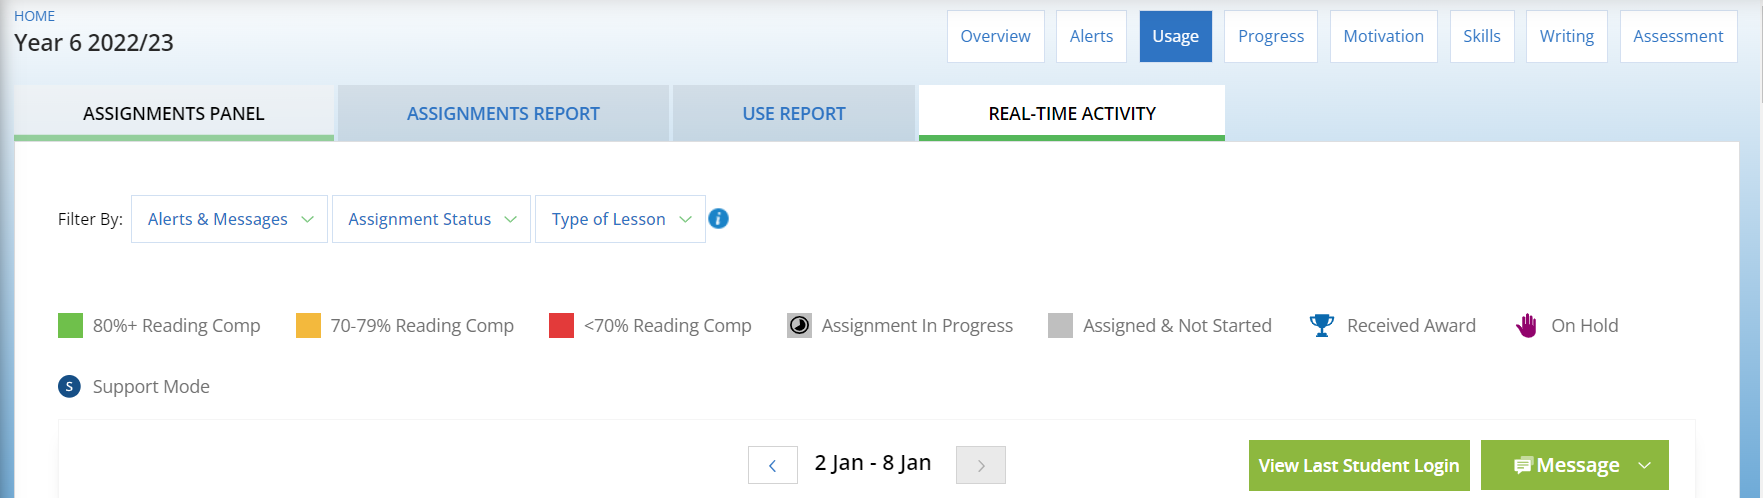 HOME
Year 6 2022/23
Overview Alerts Usage Progress Motivation Skills Writing Assessment
ASSIGNMENTS PANEL ASSIGNMENTS REPORT USE REPORT REAL-TIME ACTIVITY
Filter By: Alerts & Messages Assignment Status Type of Lesson i
80%+ Reading Comp 70-79% Reading Comp <70% Reading Comp Assignment In Progress Assigned & Not Started Received Award On Hold
S Support Mode
2 Jan - 8 Jan View Last Student Login Message